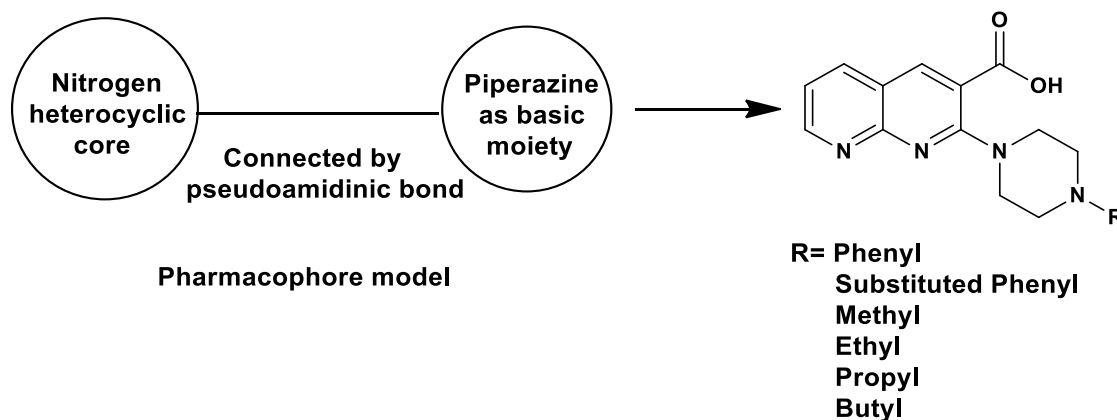 Nitrogen
heterocyclic
core
Connected by
pseudoamidinic bond
Piperazine
as basic
moiety
Pharmacophore model
O
OH
N
N
N
N
R
R= Phenyl
Substituted Phenyl
Methyl
Ethyl
Propyl
Butyl